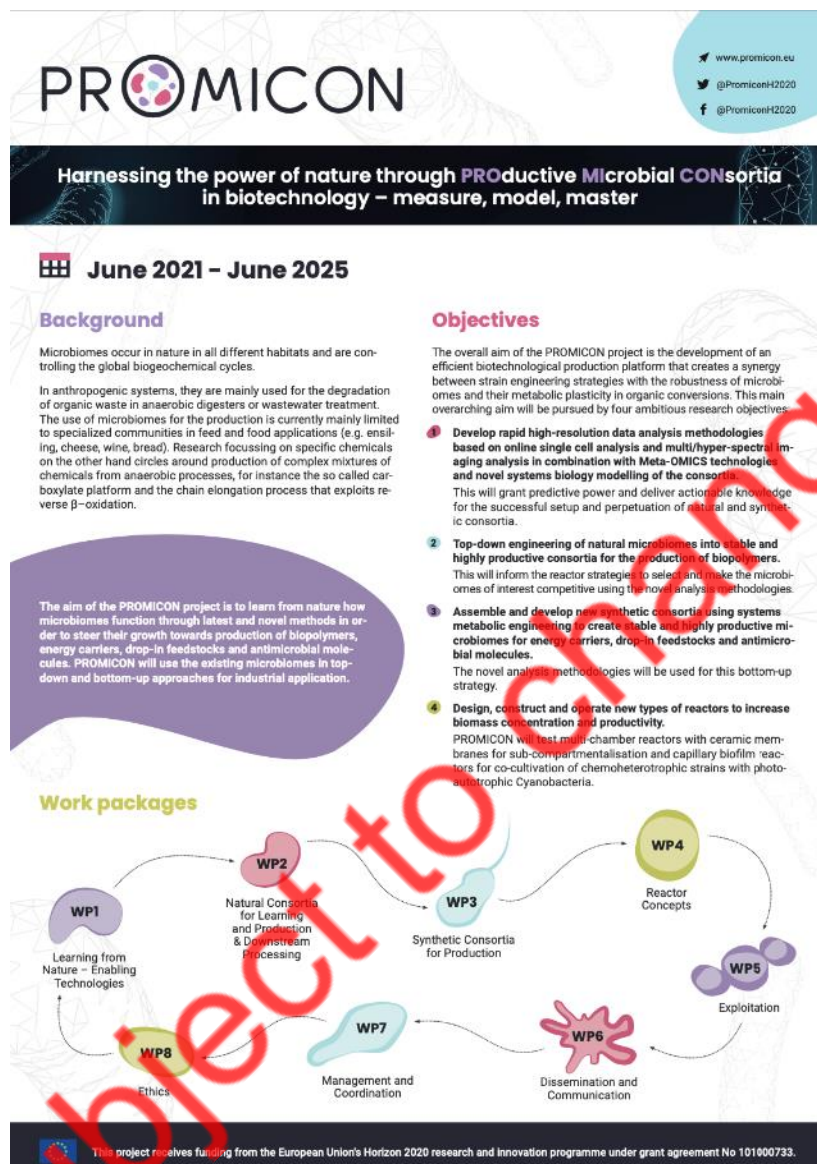 PROMICON
www.promicon.eu
@PromiconH2020
@PromiconH2020
Harnessing the power of nature through PROductive MIcrobial CONsortia
in biotechnology – measure, model, master
June 2021 - June 2025
Background
Microbiomes occur in nature in all different habitats and are con-
trolling the global biogeochemical cycles.
In anthropogenic systems, they are mainly used for the degradation
of organic waste in anaerobic digesters or wastewater treatment.
The use of microbiomes for the production is currently mainly limited
to specialized communities in feed and food applications (e.g. ensil-
ing, cheese, wine, bread). Research focussing on specific chemicals
on the other hand circles around production of complex mixtures of
chemicals from anaerobic processes, for instance the so called car-
boxylate platform and the chain elongation process that exploits re-
verse β–oxidation.
The aim of the PROMICON project is to learn from nature how
microbiomes function through latest and novel methods in or-
der to steer their growth towards production of biopolymers,
energy carriers, drop-in feedstocks and antimicrobial mole-
cules. PROMICON will use the existing microbiomes in top-
down and bottom-up approaches for industrial application.
Objectives
The overall aim of the PROMICON project is the development of an
efficient biotechnological production platform that creates a synergy
between strain engineering strategies with the robustness of microbi-
omes and their metabolic plasticity in organic conversions. This main
overarching aim will be pursued by four ambitious research objectives:
1 Develop rapid high-resolution data analysis methodologies
based on online single cell analysis and multi/hyper-spectral im-
aging analysis in combination with Meta-OMICS technologies
and novel systems biology modelling of the consortia.
This will grant predictive power and deliver actionable knowledge
for the successful setup and perpetuation of natural and synthet-
ic consortia.
2 Top-down engineering of natural microbiomes into stable and
highly productive consortia for the production of biopolymers.
This will inform the reactor strategies to select and make the microbi-
omes of interest competitive using the novel analysis methodologies.
3 Assemble and develop new synthetic consortia using systems
metabolic engineering to create stable and highly productive mi-
crobiomes for energy carriers, drop-in feedstocks and antimicro-
bial molecules.
The novel analysis methodologies will be used for this bottom-up
strategy.
4 Design, construct and operate new types of reactors to increase
biomass concentration and productivity.
PROMICON will test multi-chamber reactors with ceramic mem-
branes for sub-compartmentalisation and capillary biofilm reac-
tors for co-cultivation of chemoheterotrophic strains with photo-
autotrophic Cyanobacteria.
Work packages
WP1
Learning from
Nature – Enabling
Technologies
WP2
Natural Consortia
for Learning
and Production
& Downstream
Processing
WP3
Synthetic Consortia
for Production
WP4
Reactor
Concepts
WP5
Exploitation
WP6
Dissemination and
Communication
WP7
Management and
Coordination
WP8
Ethics
bject to chang
This project receives funding from the European Union's Horizon 2020 research and innovation programme under grant agreement No 101000733.